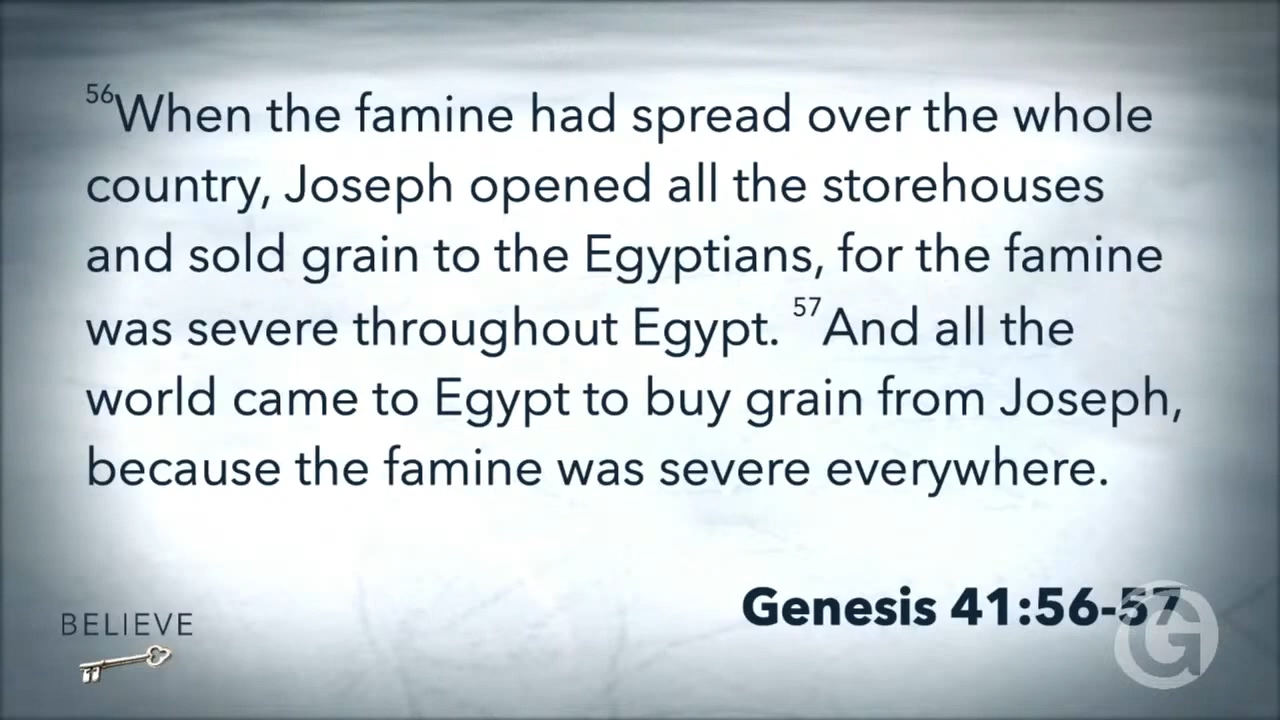 56When the famine had spread over the whole
country, Joseph opened all the storehouses
and sold grain to the Egyptians, for the famine
was severe throughout Egypt. 57And all the
world came to Egypt to buy grain from Joseph,
because the famine was severe everywhere.
Genesis 41:56-57
BELIEVE
G